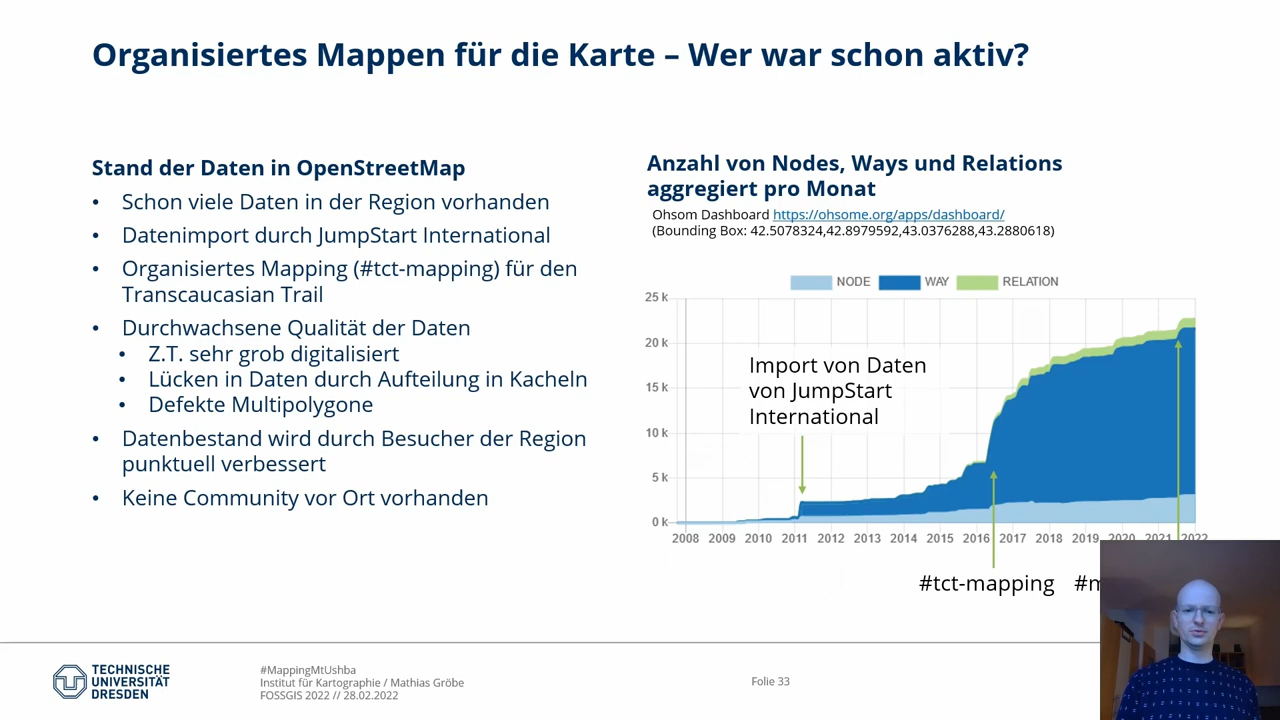 Organisiertes Mappen für die Karte – Wer war schon aktiv?
Stand der Daten in OpenStreetMap
• Schon viele Daten in der Region vorhanden
• Datenimport durch JumpStart International
• Organisiertes Mapping (#tct-mapping) für den
Transcaucasian Trail
• Durchwachsene Qualität der Daten
• Z.T. sehr grob digitalisiert
• Lücken in Daten durch Aufteilung in Kacheln
• Defekte Multipolygone
• Datenbestand wird durch Besucher der Region
punktuell verbessert
• Keine Community vor Ort vorhanden
Anzahl von Nodes, Ways und Relations
aggregiert pro Monat
Ohsom Dashboard https://ohsome.org/apps/dashboard/
(Bounding Box: 42.5078324,42.8979592,43.0376288,43.2880618)
NODE WAY RELATION
25 k
20 k
15 k
10 k
5 k
0 k
Import von Daten
von JumpStart
International
2008 2009 2010 2011 2012 2013 2014 2015 2016 2017 2018 2019 2020 2021 2022
#tct-mapping #m
TECHNISCHE
UNIVERSITÄT
DRESDEN
#MappingMtUshba
Institut für Kartographie / Mathias Gröbe
FOSSGIS 2022 // 28.02.2022
Folie 33